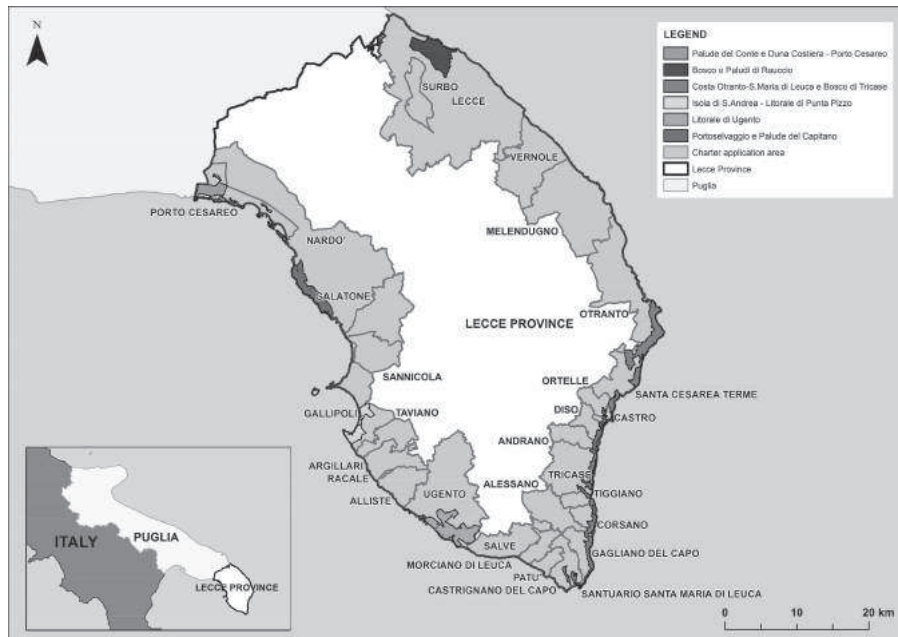 N
LEGEND
Palude del Conte e Duna Costiera - Porto Cesareo
Bosco e Paludi di Rauccio
Costa Otranto-S.Maria di Leuca e Bosco di Tricase
Isola di S.Andrea - Litorale di Punta Pizzo
Litorale di Ugento
Portoselvaggio e Palude del Capitano
Charter application area
Lecce Province
Puglia
SURBO
LECCE
VERNOLE
PORTO CESAREO
MELENDUGNO
NARDO'
GALATONE
OTRANTO
LECCE PROVINCE
SANNICOLA
ORTELLE
SANTA CESAREA TERME
GALLIPOLI
TAVIANO
DISO
CASTRO
ANDRANO
ARGILLARI
RACALE
TRICASE
ALESSANO
UGENTO
TIGGIANO
ALLISTE
CORSANO
SALVE
GAGLIANO DEL CAPO
MORCIANO DI LEUCA
PATU'
CASTRIGNANO DEL CAPO
SANTUARIO SANTA MARIA DI LEUCA
ITALY
PUGLIA
LECCE PROVINCE
0 10 20 km